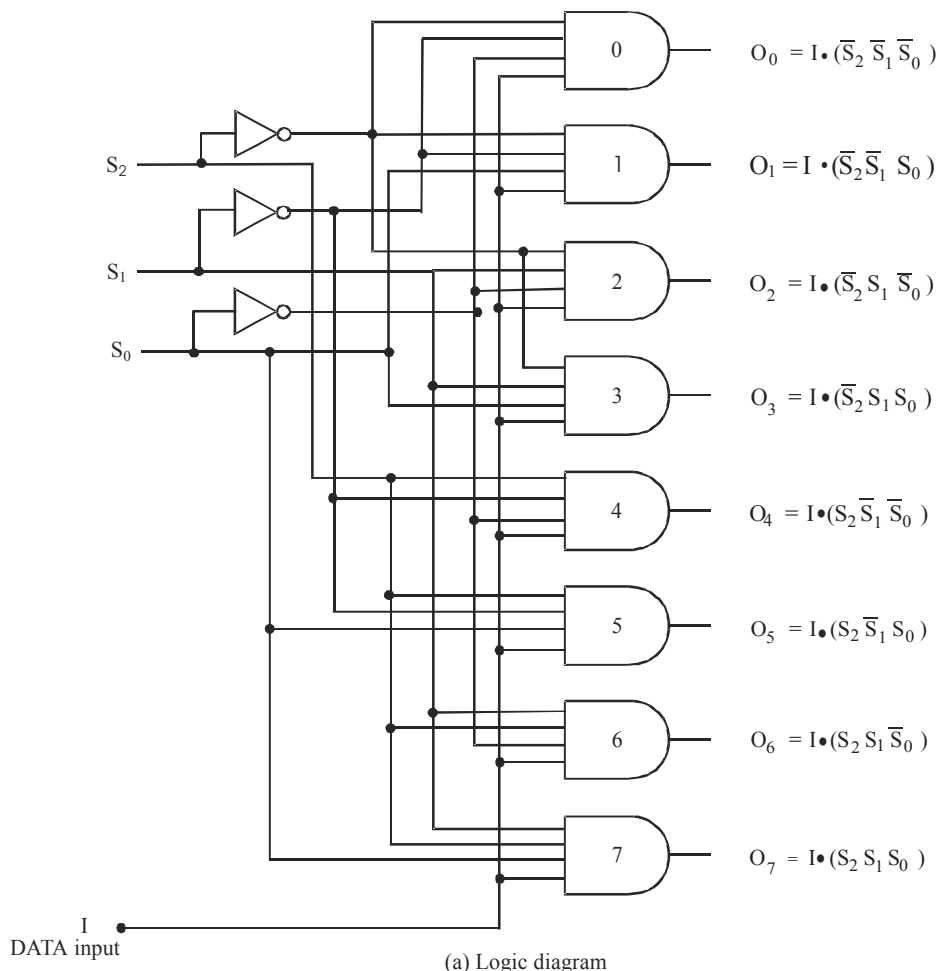 0
O₀ = I•(S̅₂ S̅₁ S̅₀)
S₂
1
O₁ = I •(S̅₂ S̅₁ S₀)
S₁
2
O₂ = I•(S̅₂ S₁ S̅₀)
S₀
3
O₃ = I•(S̅₂ S₁ S₀)
4
O₄ = I•(S₂ S̅₁ S̅₀)
5
O₅ = I•(S₂ S̅₁ S₀)
6
O₆ = I•(S₂ S₁ S̅₀)
7
O₇ = I•(S₂ S₁ S₀)
I
DATA input
(a) Logic diagram